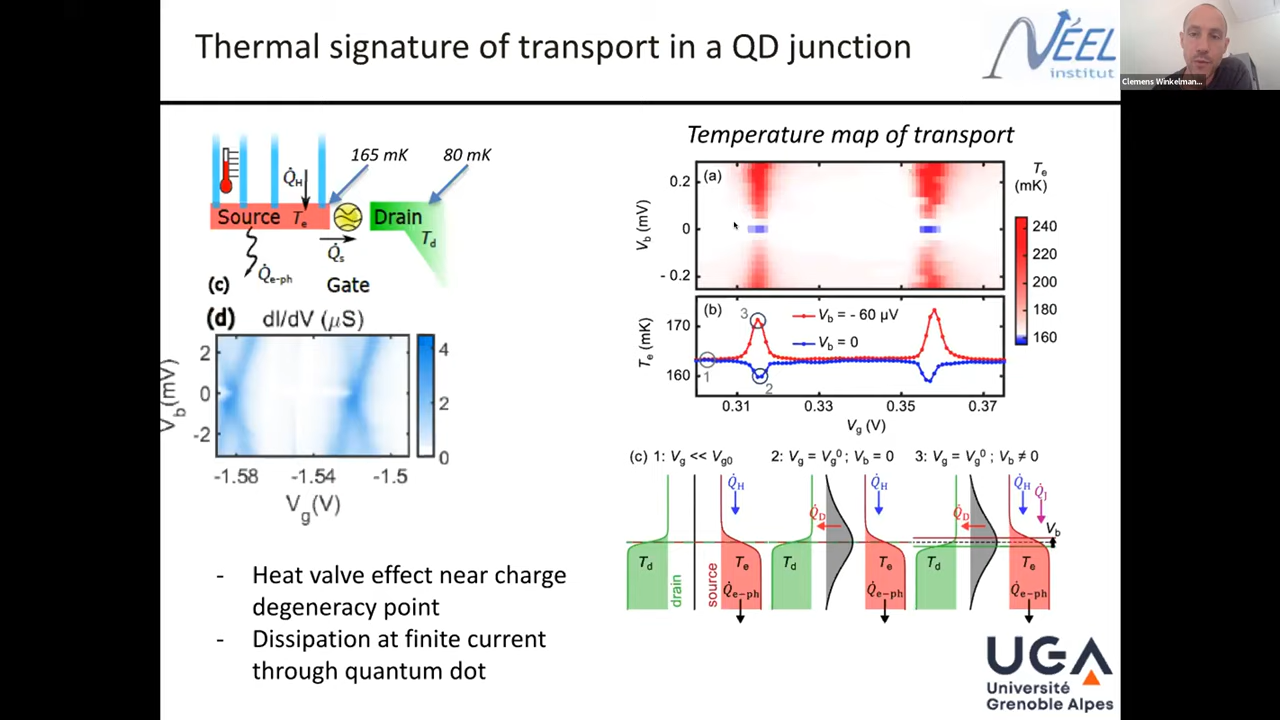 Thermal signature of transport in a QD junction
NÉEL
institut
Clemens Winkelman...
165 mK
80 mK
Q̇H
Source
Te
Drain
Td
Q̇s
Q̇e-ph
(c)
Gate
(d)
dI/dV (μS)
Vb(mV)
2
0
-2
4
2
0
-1.58
-1.54
-1.5
Vg(V)
- Heat valve effect near charge
degeneracy point
- Dissipation at finite current
through quantum dot
Temperature map of transport
(a)
Vb (mV)
0.2
0
- 0.2
Te
(mK)
240
220
200
180
160
(b)
Te (mK)
170
160
3
1
2
Vb = - 60 μV
Vb = 0
0.31
0.33
0.35
0.37
Vg (V)
(c) 1: Vg << Vg0
2: Vg = Vg0 ; Vb = 0
3: Vg = Vg0 ; Vb ≠ 0
Q̇H
Q̇H
Q̇H
Q̇J
Q̇D
Q̇D
Vb
Td
Te
Td
Te
Td
Te
drain
source
Q̇e-ph
Q̇e-ph
Q̇e-ph
UGA
Université
Grenoble Alpes